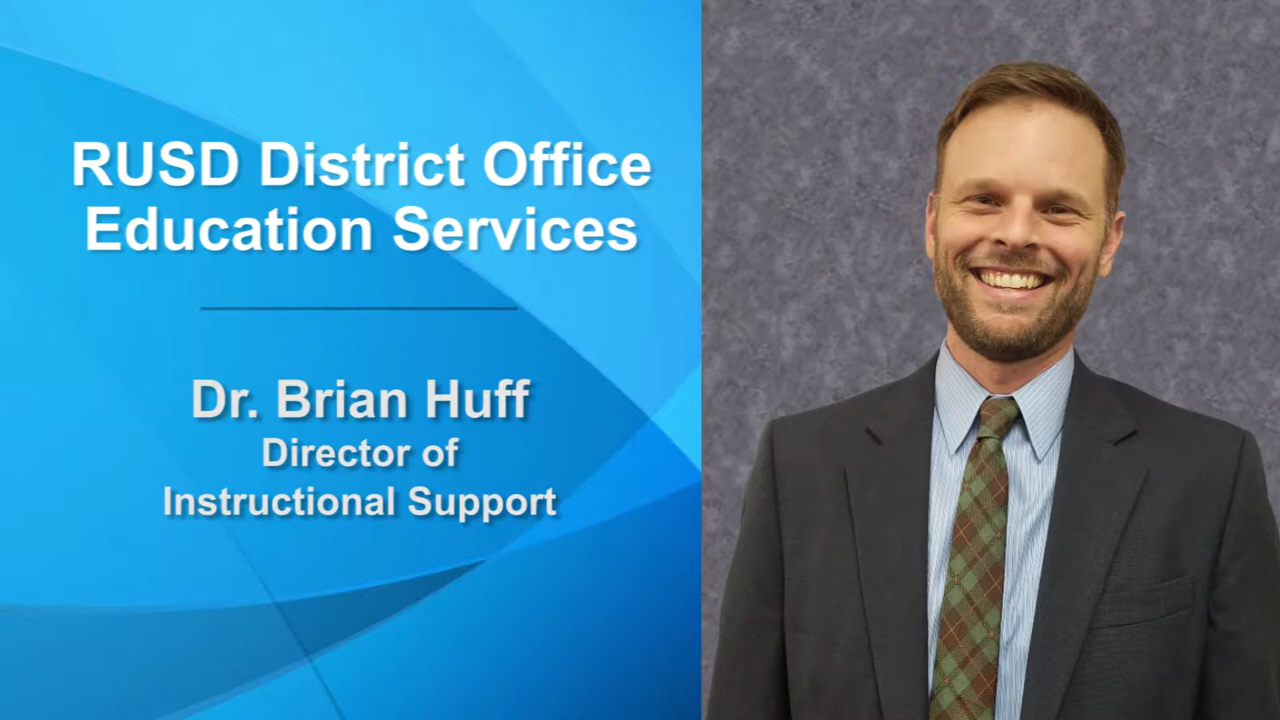 RUSD District Office
Education Services
Dr. Brian Huff
Director of
Instructional Support